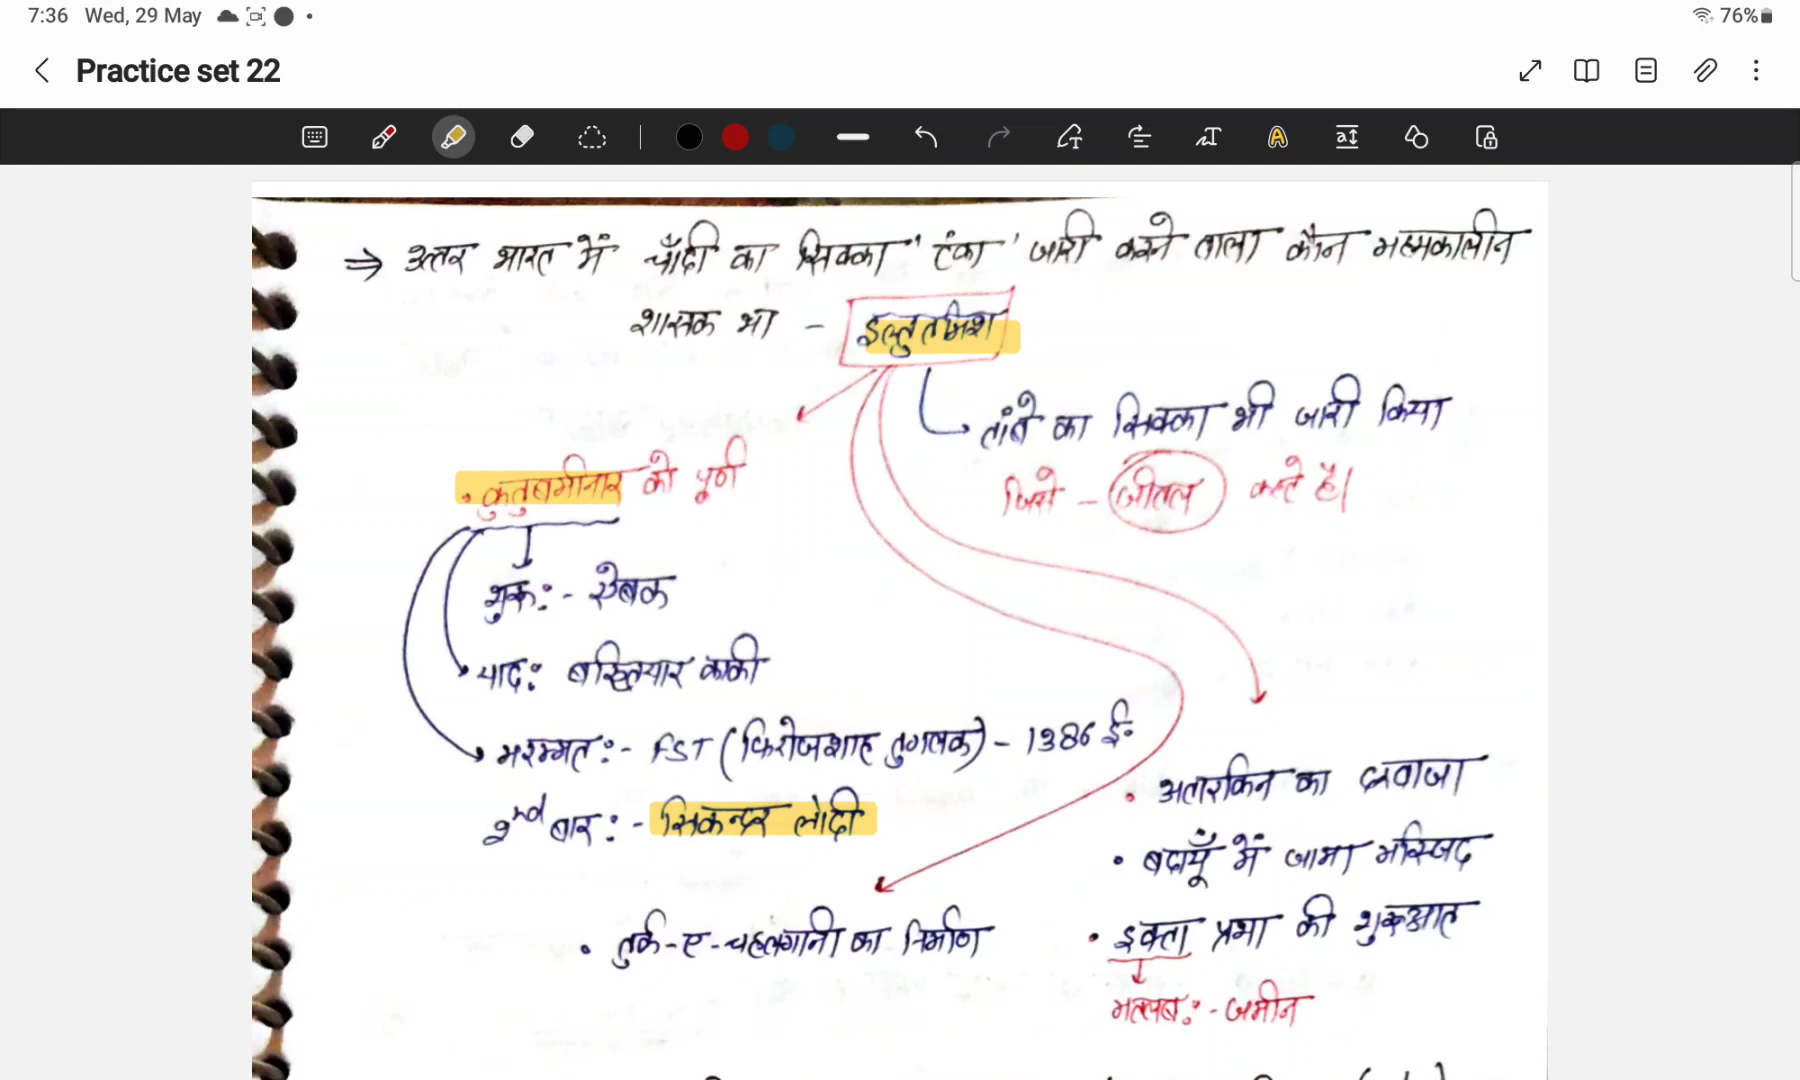 7:36 Wed, 29 May
76%
Practice set 22
⇒ उत्तर भारत में चाँदी का सिक्का 'टंका' जारी करने वाला कौन मध्यकालीन
शासक था - इल्तुतमिश
तांबे का सिक्का भी जारी किया
जिसे - जीतल कहते है।
• कुतुबमीनार को पूर्ण
शुरू:- ऐबक
याद: बख्तियार काकी
मरम्मत:- FST (फिरोजशाह तुगलक) - 1386 ई॰
2nd बार:- सिकन्दर लोदी
• तुर्क-ए-चहलगानी का निर्माण
• अतारकिन का दरवाजा
• बदायूँ में जामा मस्जिद
• इक्ता प्रथा की शुरूआत
मतलब:- जमीन